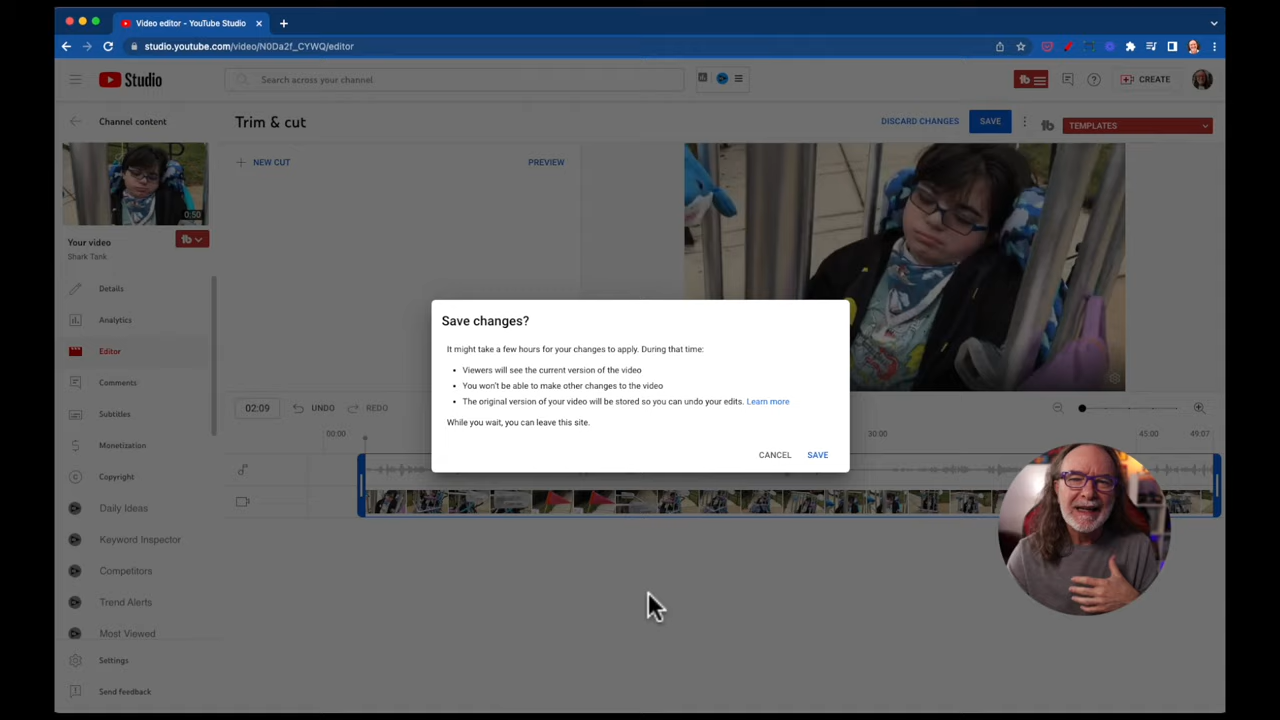 Video editor - YouTube Studio
studio.youtube.com/video/N0Da2f_CYWQ/editor
Studio
Search across your channel
CREATE
Channel content
Trim & cut
DISCARD CHANGES
SAVE
TEMPLATES
NEW CUT
PREVIEW
0:50
Your video
Shark Tank
Details
Analytics
Editor
Comments
Subtitles
Monetization
Copyright
Daily Ideas
Keyword Inspector
Competitors
Trend Alerts
Most Viewed
Settings
Send feedback
Save changes?
It might take a few hours for your changes to apply. During that time:
• Viewers will see the current version of the video
• You won't be able to make other changes to the video
• The original version of your video will be stored so you can undo your edits. Learn more
While you wait, you can leave this site.
CANCEL
SAVE
02:09
UNDO
REDO
00:00
30:00
45:00
49:07